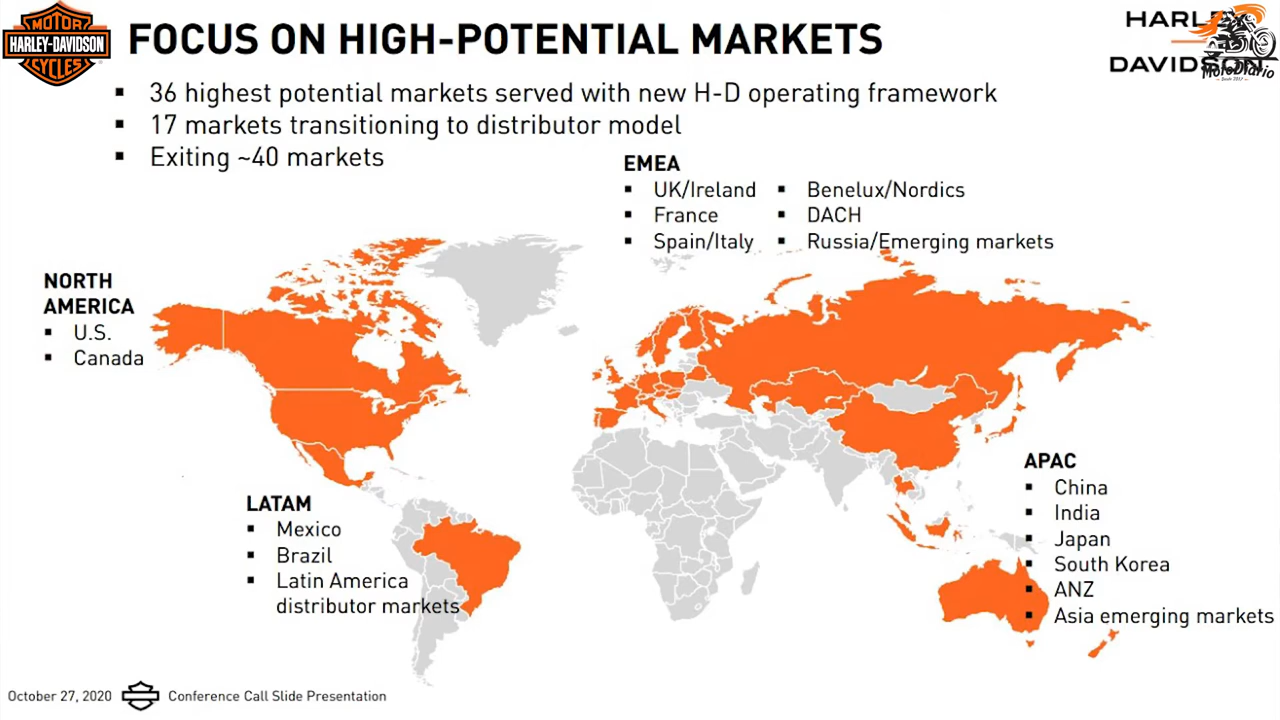 MOTOR
HARLEY-DAVIDSON
CYCLES
FOCUS ON HIGH-POTENTIAL MARKETS
HARLEY
DAVIDSON
MotoDiario
▪ 36 highest potential markets served with new H-D operating framework
▪ 17 markets transitioning to distributor model
▪ Exiting ~40 markets
EMEA
▪ UK/Ireland
▪ France
▪ Spain/Italy
▪ Benelux/Nordics
▪ DACH
▪ Russia/Emerging markets
NORTH
AMERICA
▪ U.S.
▪ Canada
LATAM
▪ Mexico
▪ Brazil
▪ Latin America
distributor markets
APAC
▪ China
▪ India
▪ Japan
▪ South Korea
▪ ANZ
▪ Asia emerging markets
October 27, 2020 Conference Call Slide Presentation